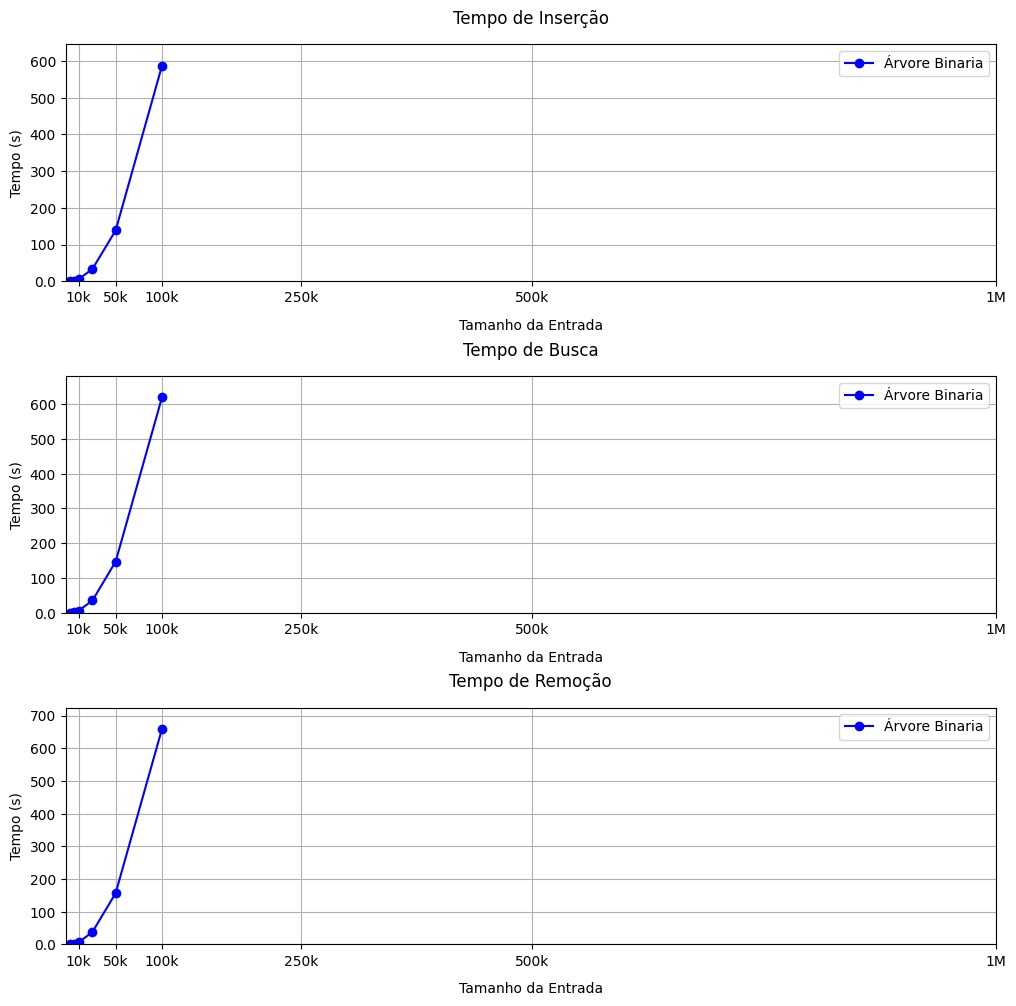 Tempo de Inserção
Árvore Binaria
Tempo (s)
600
500
400
300
200
100
0.0
10k 50k 100k 250k 500k 1M
Tamanho da Entrada
Tempo de Busca
Árvore Binaria
Tempo (s)
600
500
400
300
200
100
0.0
10k 50k 100k 250k 500k 1M
Tamanho da Entrada
Tempo de Remoção
Árvore Binaria
Tempo (s)
700
600
500
400
300
200
100
0.0
10k 50k 100k 250k 500k 1M
Tamanho da Entrada